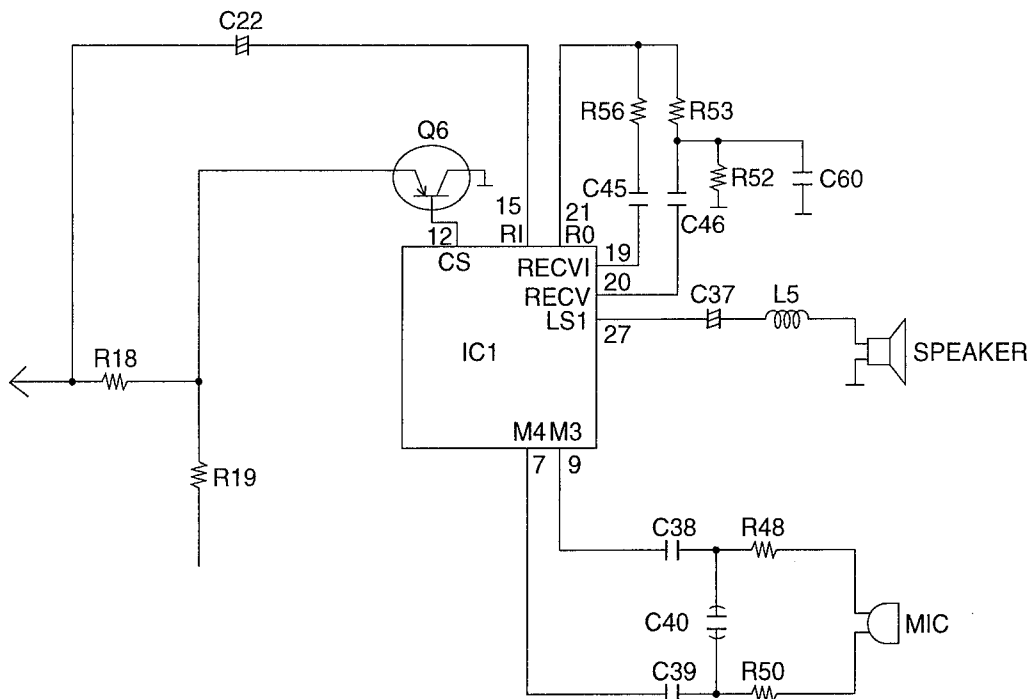 C22
R56
R53
Q6
R52
C60
C45
C46
15
21
12
RI
R0
CS
RECVI
19
RECV
20
LS1
27
C37
L5
SPEAKER
IC1
R18
R19
M4
M3
7
9
C38
R48
C40
MIC
C39
R50